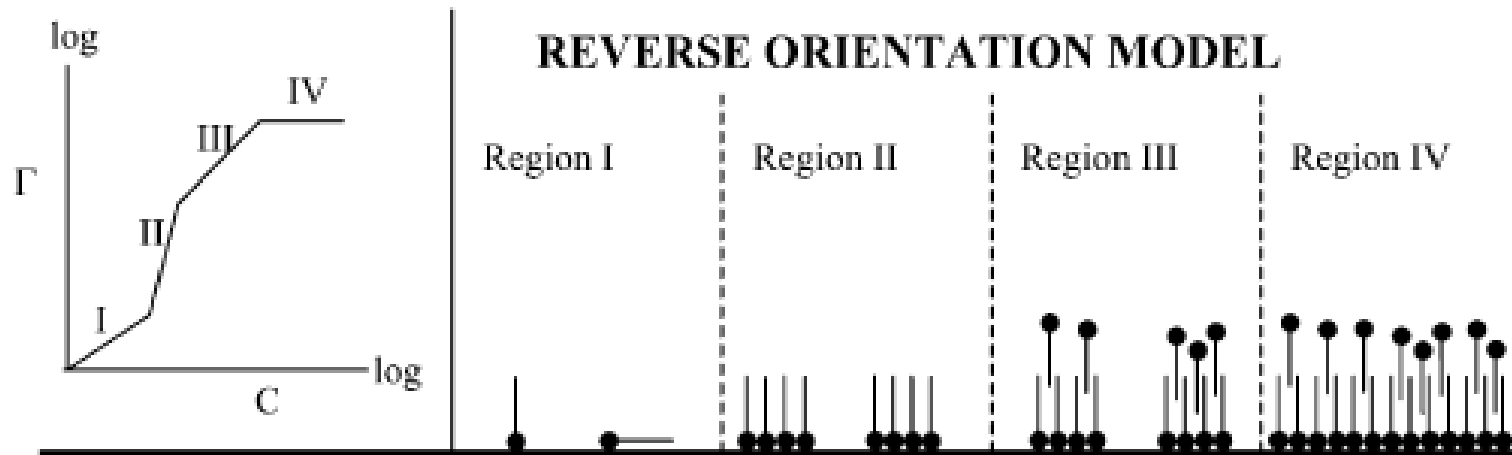 log
IV
III
Γ
II
I
log
C
REVERSE ORIENTATION MODEL
Region I
Region II
Region III
Region IV